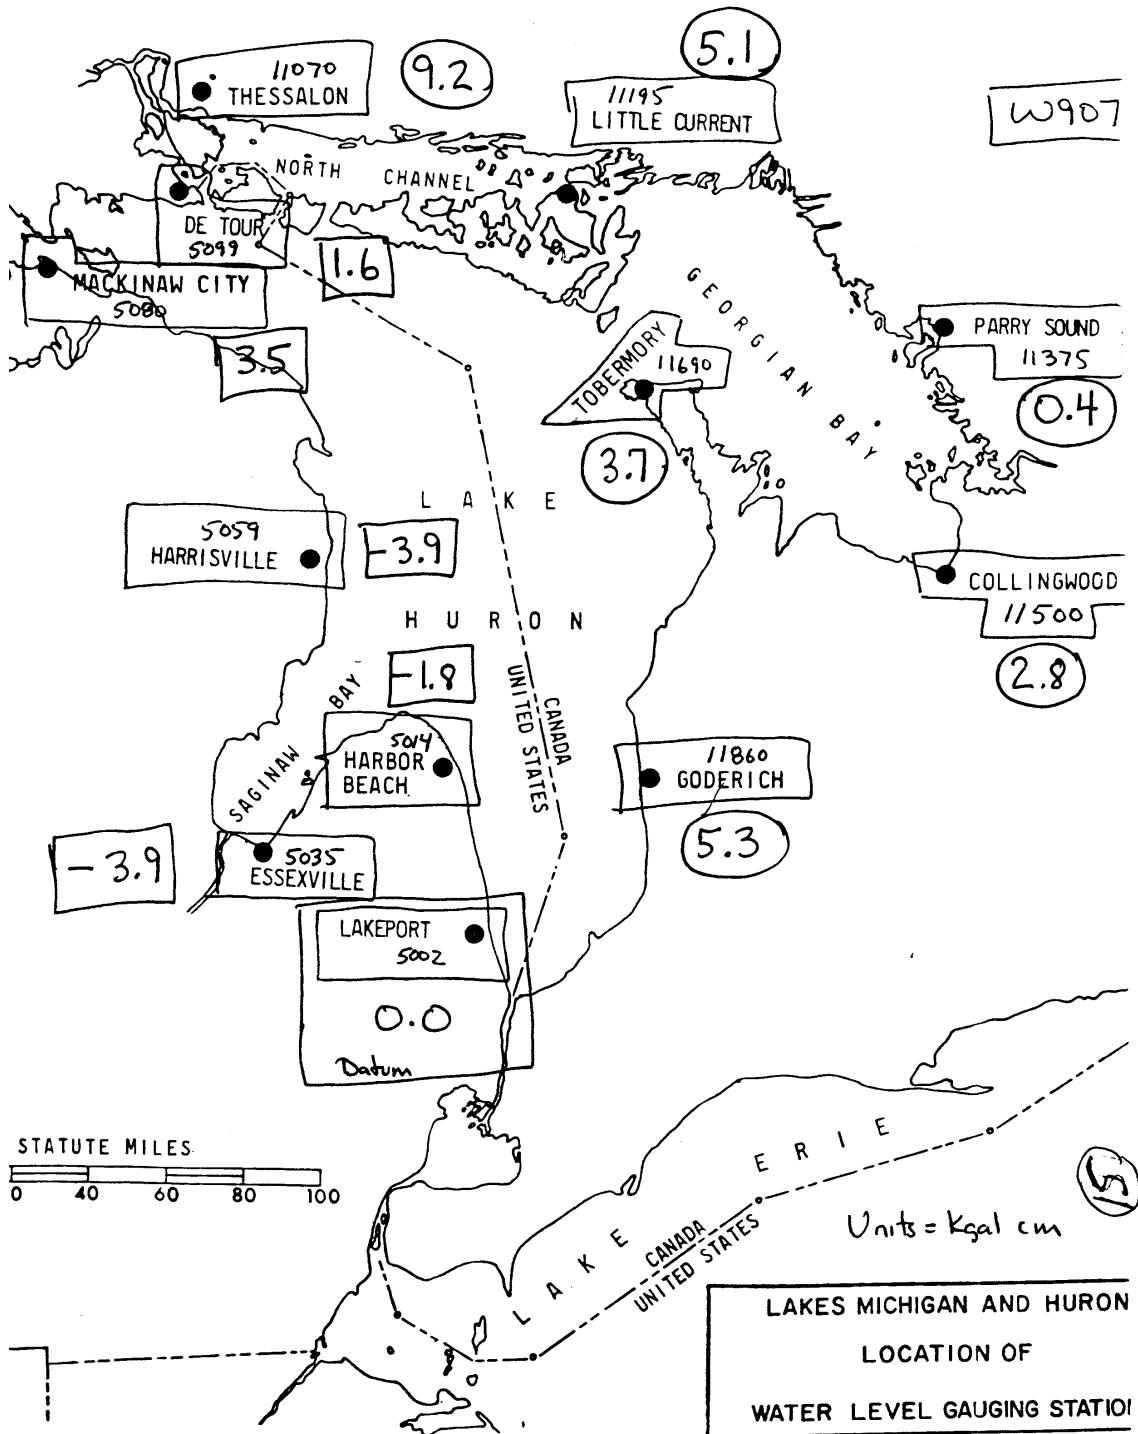 11070
THESSALON
9.2
5.1
11195
LITTLE CURRENT
W907
NORTH CHANNEL
DE TOUR
5099
1.6
MACKINAW CITY
5080
3.5
GEORGIAN BAY
PARRY SOUND
11375
0.4
TOBERMORY
11690
3.7
LAKE
HURON
5059
HARRISVILLE
-3.9
COLLINGWOOD
11500
2.8
-1.8
SAGINAW BAY
5014
HARBOR
BEACH
CANADA
UNITED STATES
11860
GODERICH
5.3
-3.9
5035
ESSEXVILLE
LAKEPORT
5002
0.0
Datum
STATUTE MILES
0 40 60 80 100
LAKE ERIE
CANADA
UNITED STATES
5
Units = Kgal cm
LAKES MICHIGAN AND HURON
LOCATION OF
WATER LEVEL GAUGING STATIO